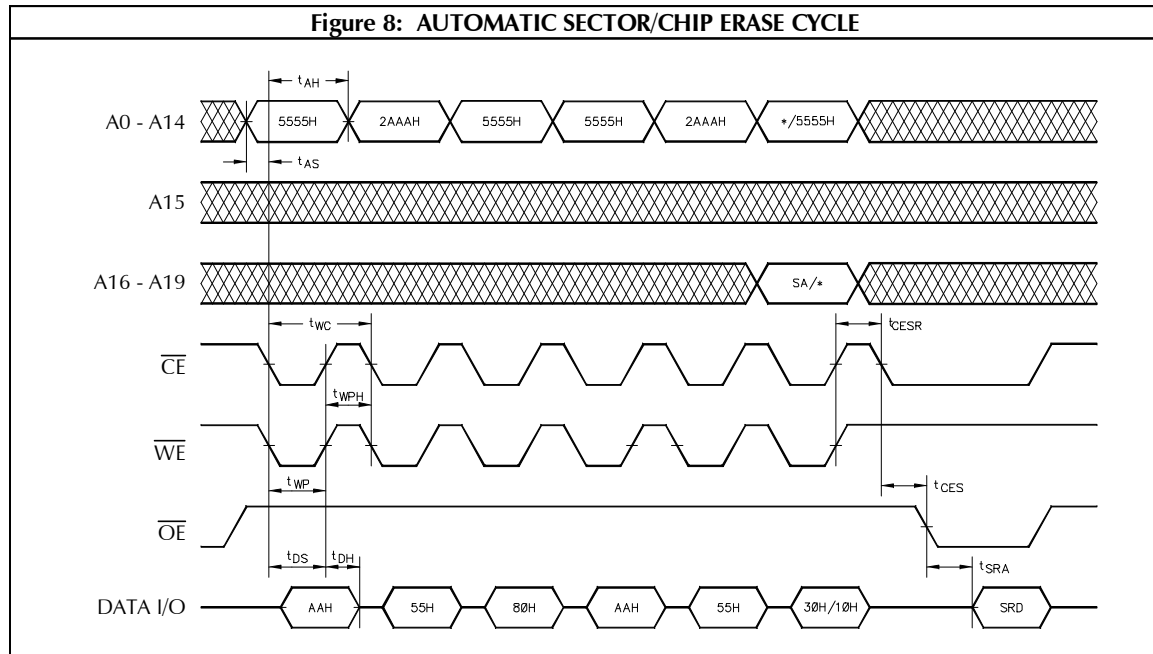 Figure 8: AUTOMATIC SECTOR/CHIP ERASE CYCLE
tAH
A0 - A14 5555H 2AAAH 5555H 5555H 2AAAH */5555H
tAS
A15
A16 - A19 SA/*
tWC tCESR
CE
tWPH
WE
tWP tCES
OE
tDS tDH tSRA
DATA I/O AAH 55H 80H AAH 55H 30H/10H SRD